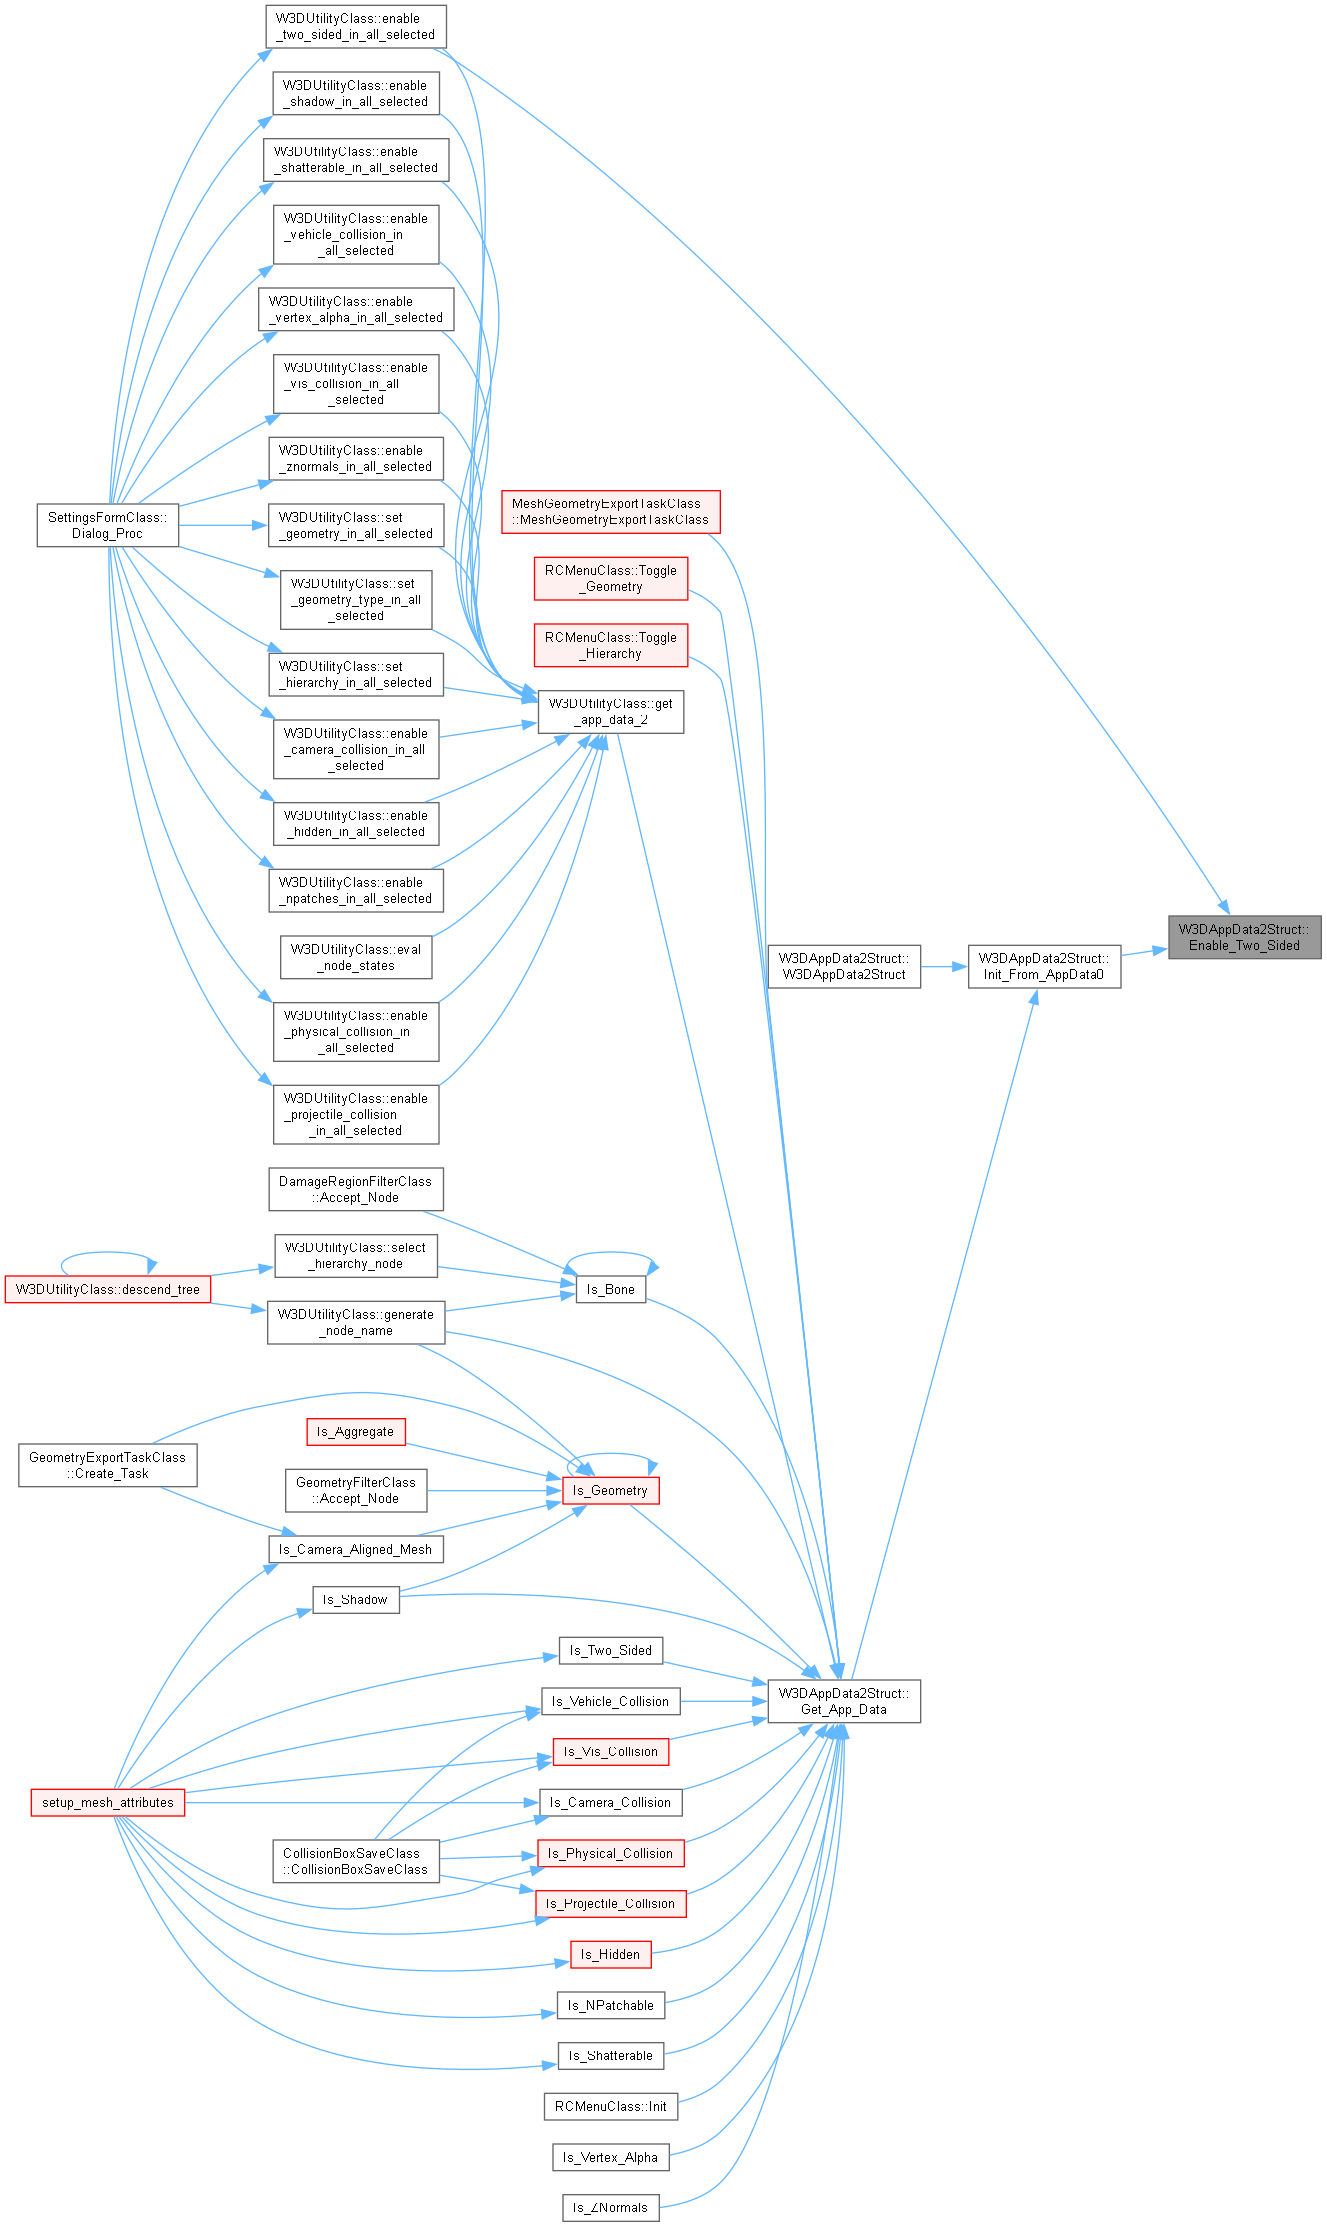 W3DUtilityClass::enable
_two_sided_in_all_selected
W3DUtilityClass::enable
_shadow_in_all_selected
W3DUtilityClass::enable
_shatterable_in_all_selected
W3DUtilityClass::enable
_vehicle_collision_in
_all_selected
W3DUtilityClass::enable
_vertex_alpha_in_all_selected
W3DUtilityClass::enable
_vis_collision_in_all
_selected
W3DUtilityClass::enable
_znormals_in_all_selected
SettingsFormClass::
Dialog_Proc
W3DUtilityClass::set
_geometry_in_all_selected
W3DUtilityClass::set
_geometry_type_in_all
_selected
W3DUtilityClass::set
_hierarchy_in_all_selected
W3DUtilityClass::enable
_camera_collision_in_all
_selected
W3DUtilityClass::enable
_hidden_in_all_selected
W3DUtilityClass::enable
_npatches_in_all_selected
W3DUtilityClass::eval
_node_states
W3DUtilityClass::enable
_physical_collision_in
_all_selected
W3DUtilityClass::enable
_projectile_collision
_in_all_selected
MeshGeometryExportTaskClass
::MeshGeometryExportTaskClass
RCMenuClass::Toggle
_Geometry
RCMenuClass::Toggle
_Hierarchy
W3DUtilityClass::get
_app_data_2
W3DAppData2Struct::
W3DAppData2Struct
W3DAppData2Struct::
Init_From_AppData0
W3DAppData2Struct::
Enable_Two_Sided
DamageRegionFilterClass
::Accept_Node
W3DUtilityClass::select
_hierarchy_node
W3DUtilityClass::descend_tree
Is_Bone
W3DUtilityClass::generate
_node_name
Is_Aggregate
GeometryExportTaskClass
::Create_Task
GeometryFilterClass
::Accept_Node
Is_Geometry
Is_Camera_Aligned_Mesh
Is_Shadow
Is_Two_Sided
Is_Vehicle_Collision
W3DAppData2Struct::
Get_App_Data
Is_Vis_Collision
setup_mesh_attributes
Is_Camera_Collision
CollisionBoxSaveClass
::CollisionBoxSaveClass
Is_Physical_Collision
Is_Projectile_Collision
Is_Hidden
Is_NPatchable
Is_Shatterable
RCMenuClass::Init
Is_Vertex_Alpha
Is_ZNormals